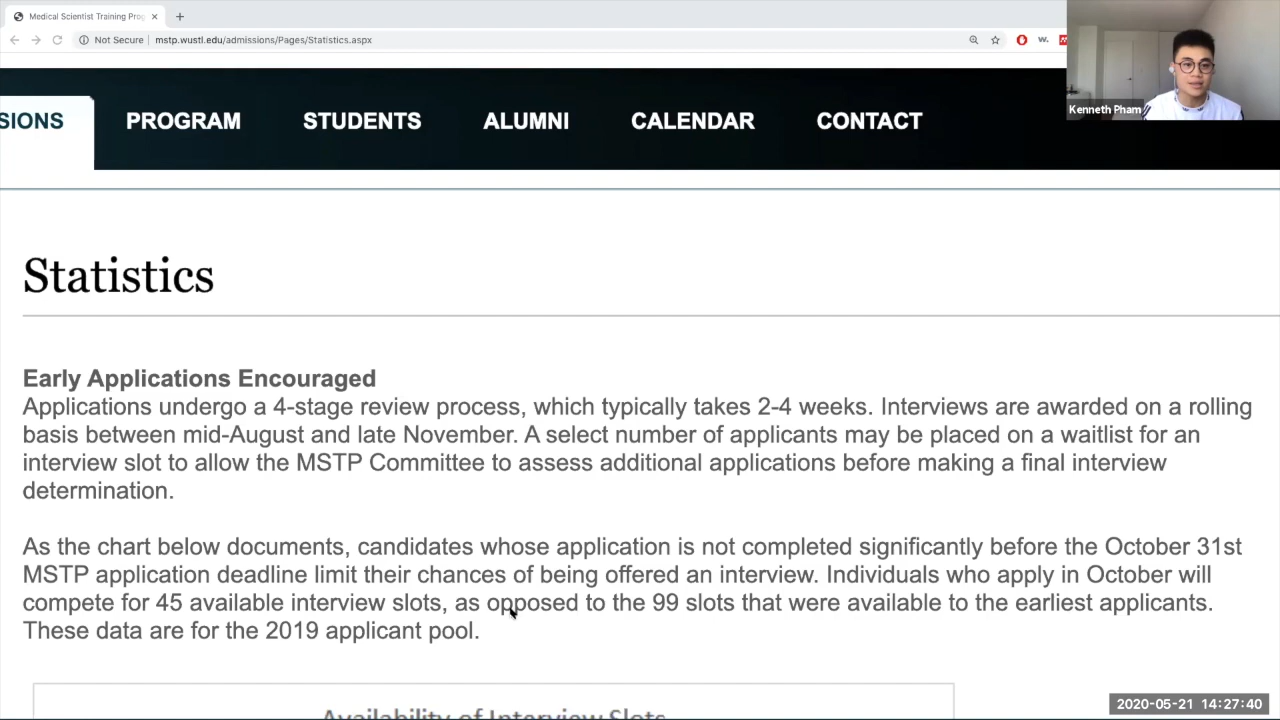 Medical Scientist Training Prog
Not Secure
mstp.wustl.edu/admissions/Pages/Statistics.aspx
w.
Kenneth Pham
SIONS
PROGRAM
STUDENTS
ALUMNI
CALENDAR
CONTACT
Statistics
Early Applications Encouraged
Applications undergo a 4-stage review process, which typically takes 2-4 weeks. Interviews are awarded on a rolling
basis between mid-August and late November. A select number of applicants may be placed on a waitlist for an
interview slot to allow the MSTP Committee to assess additional applications before making a final interview
determination.
As the chart below documents, candidates whose application is not completed significantly before the October 31st
MSTP application deadline limit their chances of being offered an interview. Individuals who apply in October will
compete for 45 available interview slots, as opposed to the 99 slots that were available to the earliest applicants.
These data are for the 2019 applicant pool.
Availability of Interview Slots
2020-05-21 14:27:40